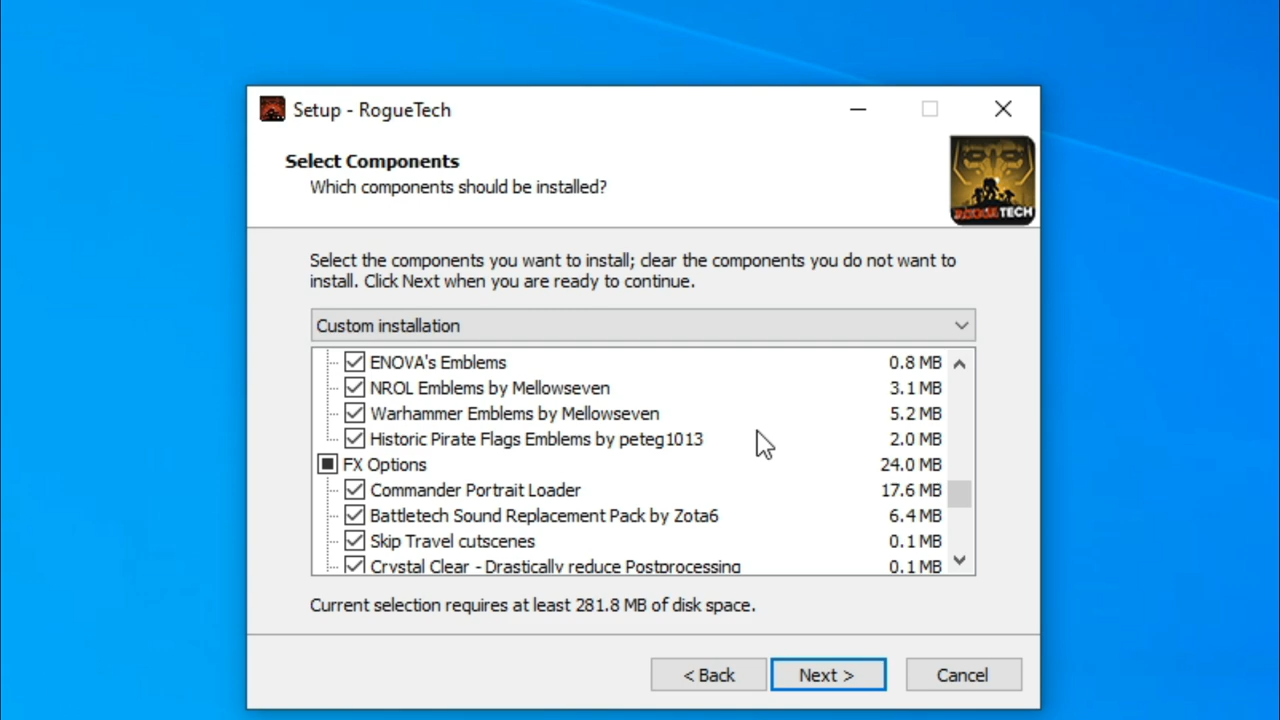 Setup - RogueTech
Select Components
Which components should be installed?
ROGUE TECH
Select the components you want to install; clear the components you do not want to
install. Click Next when you are ready to continue.
Custom installation
ENOVA's Emblems 0.8 MB
NROL Emblems by Mellowseven 3.1 MB
Warhammer Emblems by Mellowseven 5.2 MB
Historic Pirate Flags Emblems by peteg1013 2.0 MB
FX Options 24.0 MB
Commander Portrait Loader 17.6 MB
Battletech Sound Replacement Pack by Zota6 6.4 MB
Skip Travel cutscenes 0.1 MB
Crystal Clear - Drastically reduce Postprocessing 0.1 MB
Current selection requires at least 281.8 MB of disk space.
< Back Next > Cancel